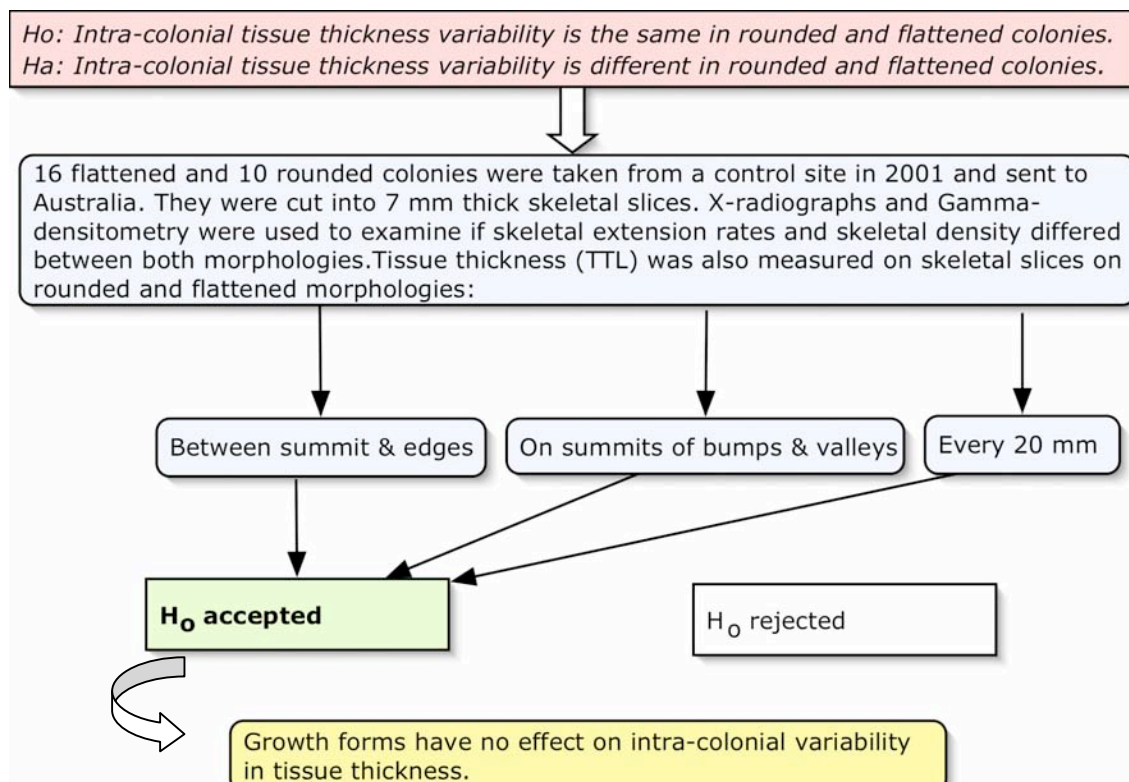 Ho: Intra-colonial tissue thickness variability is the same in rounded and flattened colonies.
Ha: Intra-colonial tissue thickness variability is different in rounded and flattened colonies.
16 flattened and 10 rounded colonies were taken from a control site in 2001 and sent to
Australia. They were cut into 7 mm thick skeletal slices. X-radiographs and Gamma-
densitometry were used to examine if skeletal extension rates and skeletal density differed
between both morphologies.Tissue thickness (TTL) was also measured on skeletal slices on
rounded and flattened morphologies:
Between summit & edges
On summits of bumps & valleys
Every 20 mm
Ho accepted
Ho rejected
Growth forms have no effect on intra-colonial variability
in tissue thickness.